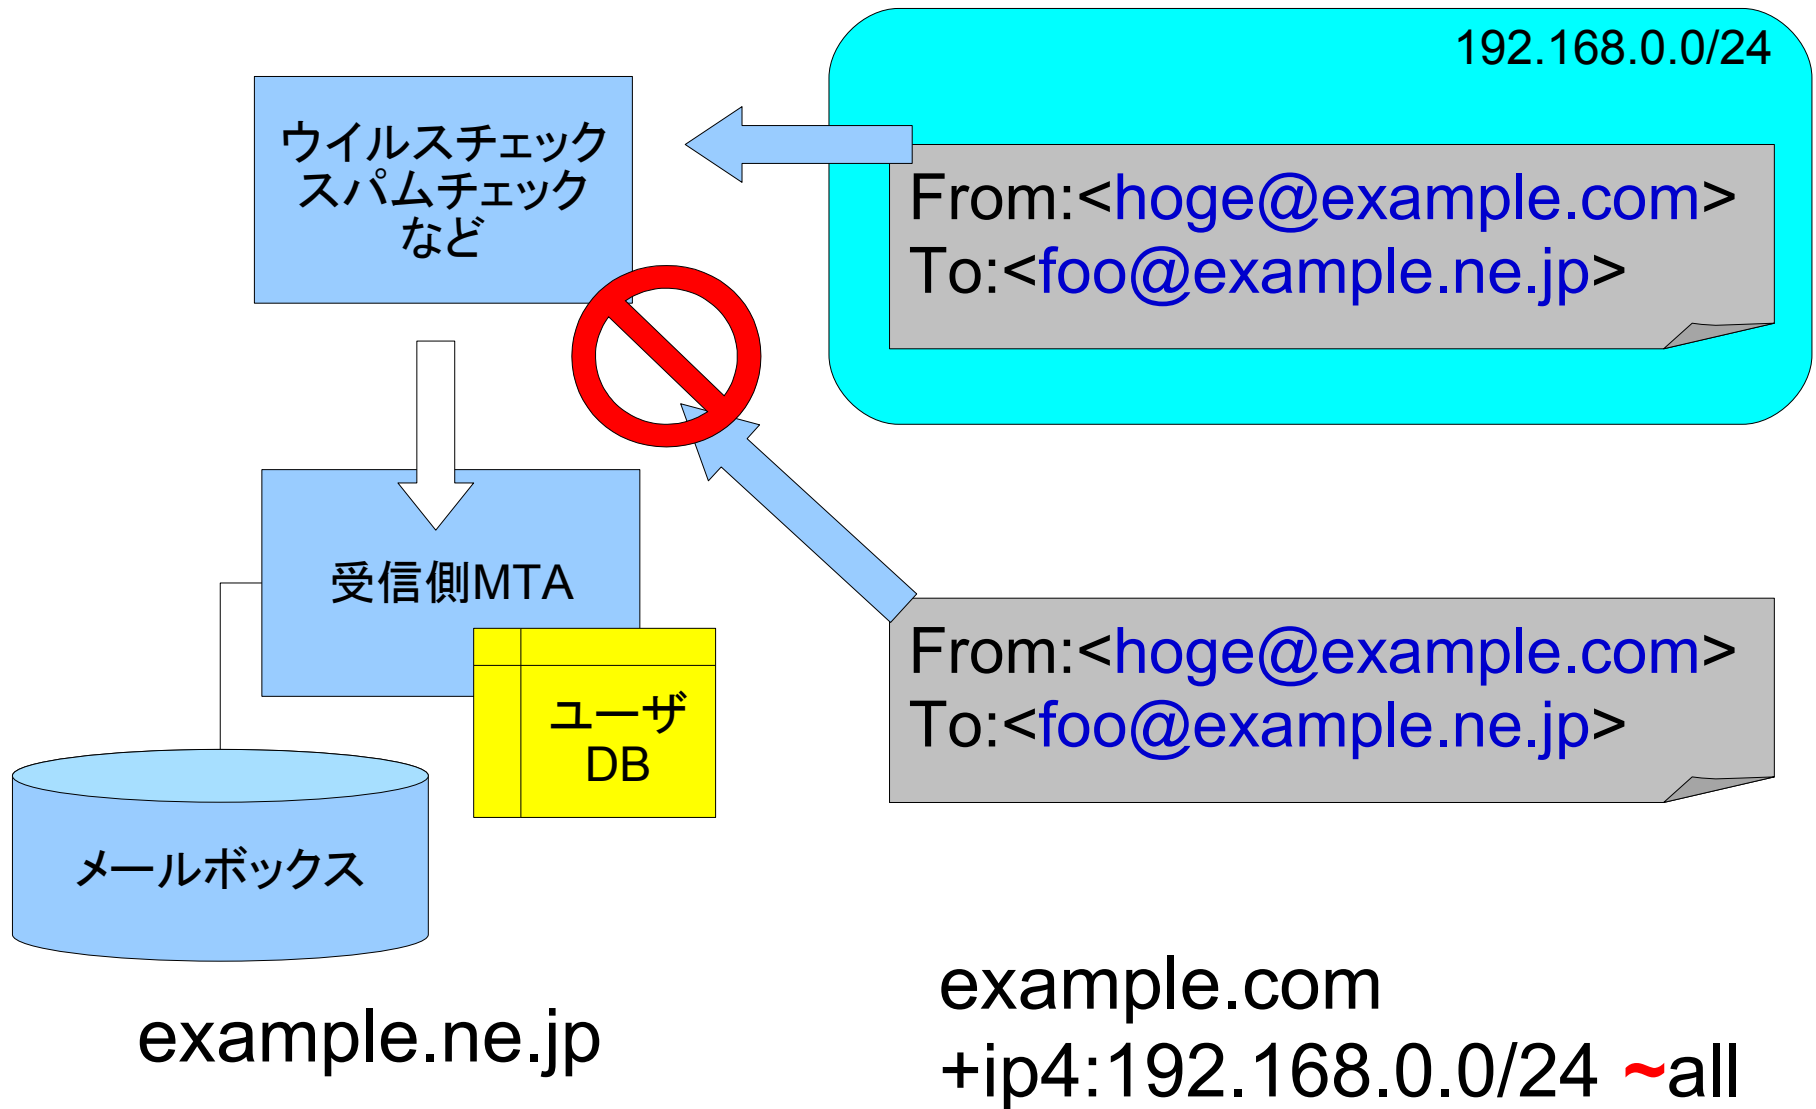 192.168.0.0/24
ウイルスチェック
スパムチェック
など
From:<hoge@example.com>
To:<foo@example.ne.jp>
受信側MTA
ユーザ
DB
From:<hoge@example.com>
To:<foo@example.ne.jp>
メールボックス
example.ne.jp
example.com
+ip4:192.168.0.0/24 ~all